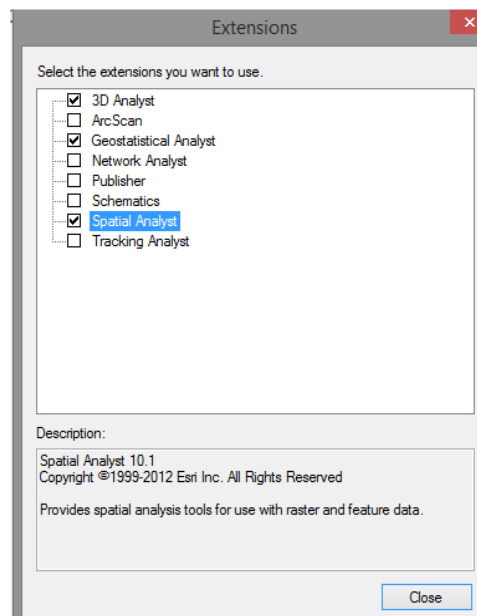 Extensions
Select the extensions you want to use.
3D Analyst
ArcScan
Geostatistical Analyst
Network Analyst
Publisher
Schematics
Spatial Analyst
Tracking Analyst
Description:
Spatial Analyst 10.1
Copyright ©1999-2012 Esri Inc. All Rights Reserved
Provides spatial analysis tools for use with raster and feature data.
Close